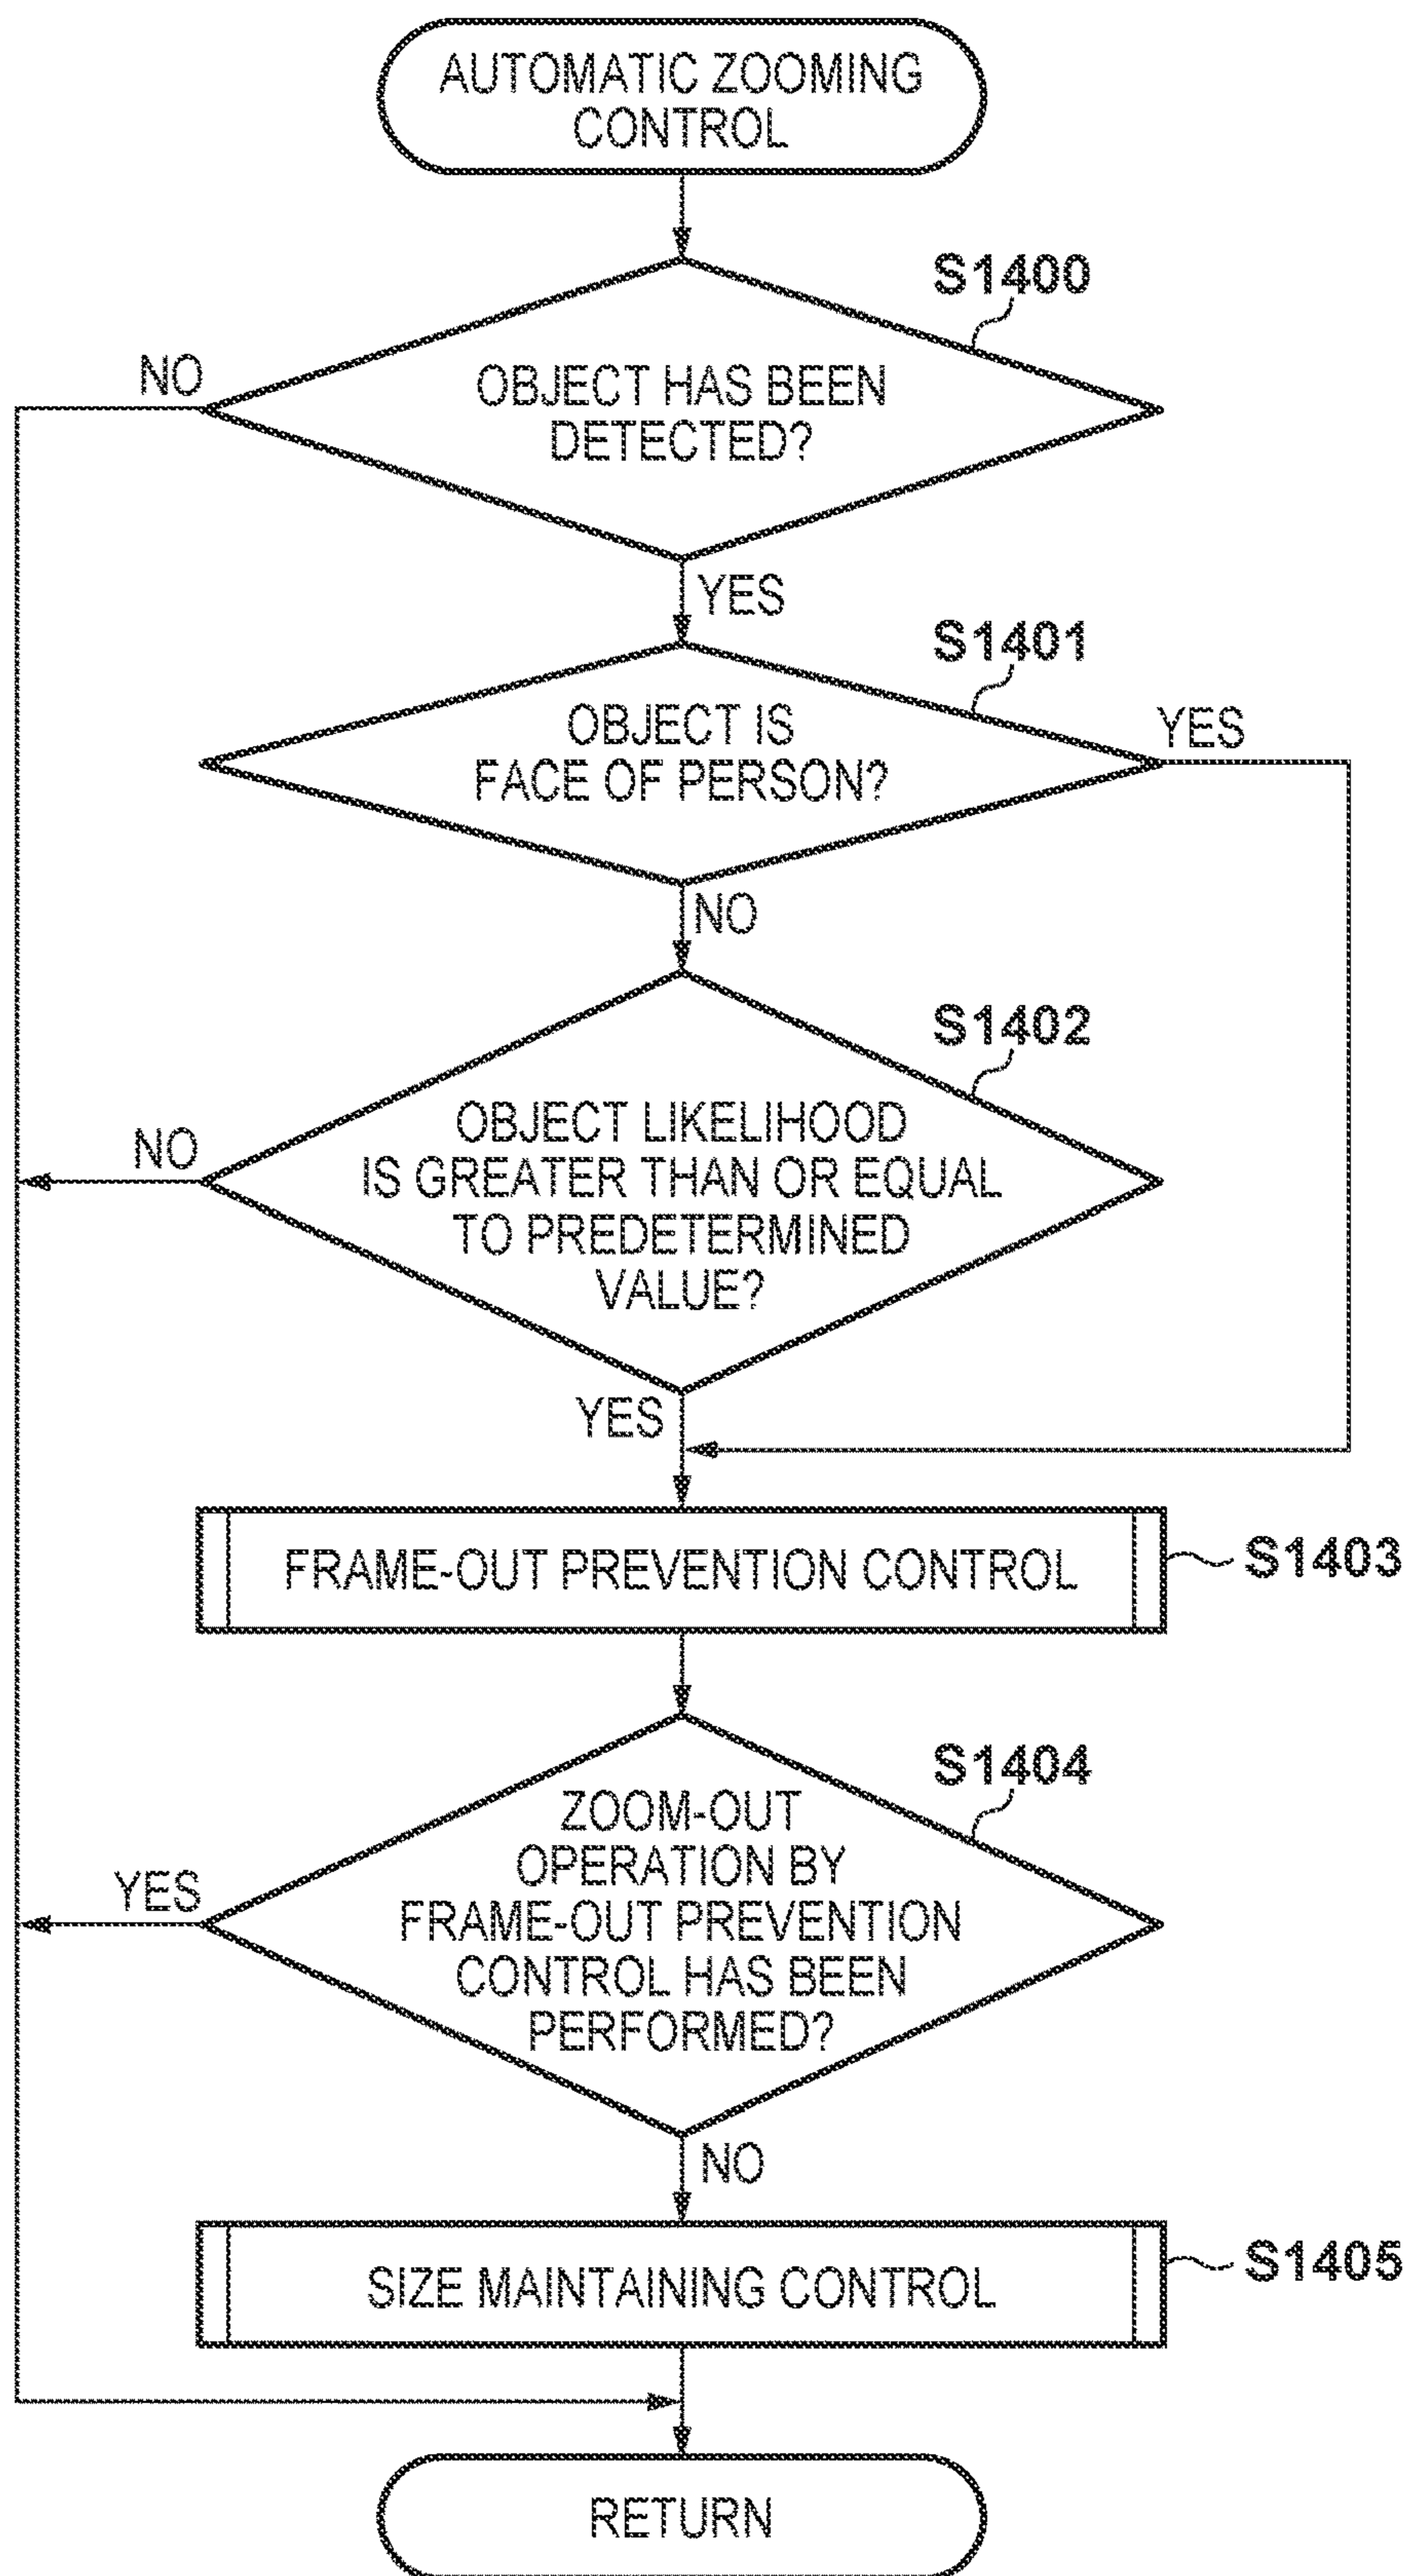 AUTOMATIC ZOOMING
CONTROL
S1400
NO
OBJECT HAS BEEN
DETECTED?
YES
S1401
OBJECT IS
FACE OF PERSON?
YES
NO
S1402
OBJECT LIKELIHOOD
IS GREATER THAN OR EQUAL
TO PREDETERMINED
VALUE?
NO
YES
FRAME-OUT PREVENTION CONTROL
S1403
S1404
ZOOM-OUT
OPERATION BY
FRAME-OUT PREVENTION
CONTROL HAS BEEN
PERFORMED?
YES
NO
SIZE MAINTAINING CONTROL
S1405
RETURN